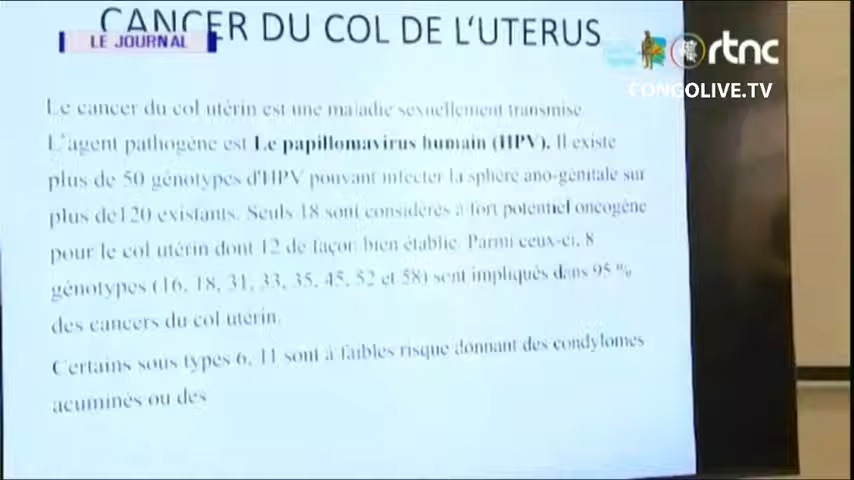 CANCER DU COL DE L'UTERUS
LE JOURNAL
rtnc
CONGOLIVE.TV
Le cancer du col utérin est une maladie sexuellement transmise.
L'agent pathogène est Le papillomavirus humain (HPV). Il existe
plus de 50 génotypes d'HPV pouvant infecter la sphère ano-génitale sur
plus de120 existants. Seuls 18 sont considérés à fort potentiel oncogène
pour le col utérin dont 12 de façon bien établie. Parmi ceux-ci, 8
génotypes (16, 18, 31, 33, 35, 45, 52 et 58) sont impliqués dans 95 %
des cancers du col utérin.
Certains sous types 6, 11 sont à faibles risque donnant des condylomes
acuminés ou des